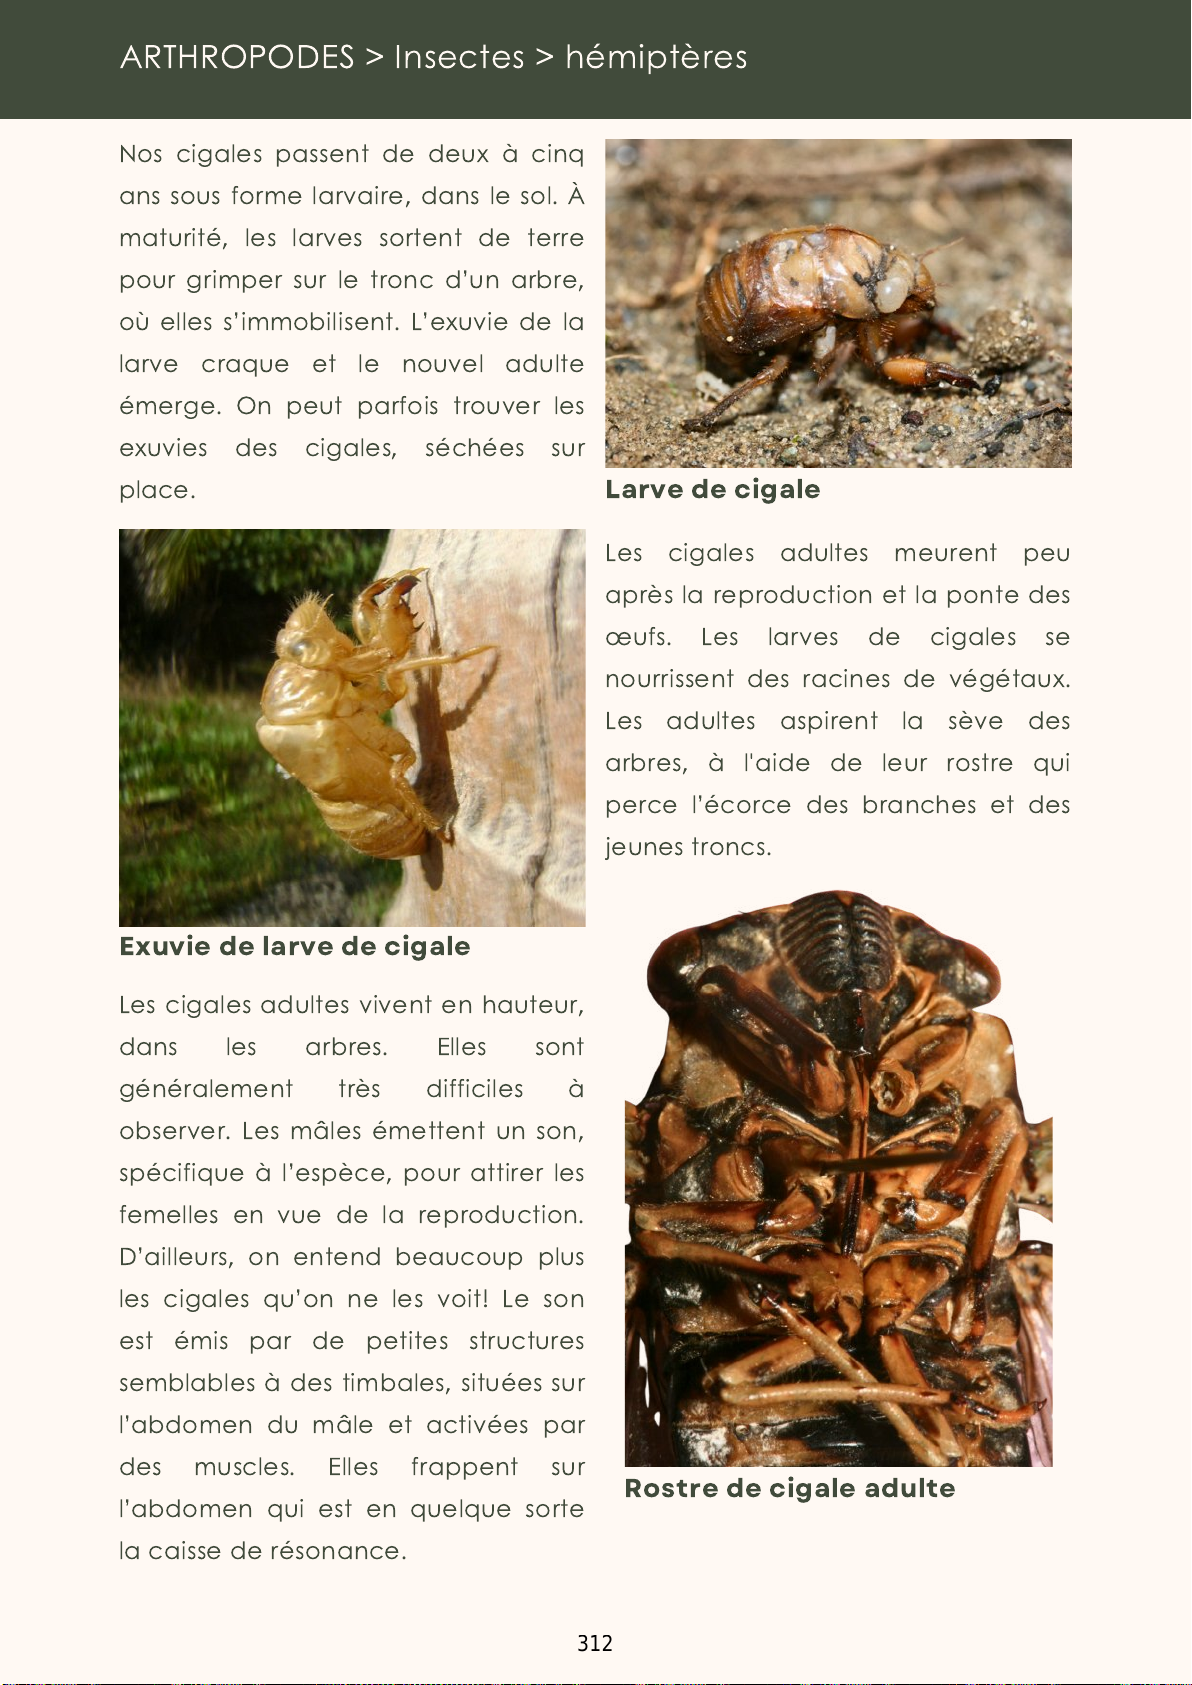 ARTHROPODES > Insectes > hémiptères
Nos cigales passent de deux à cinq
ans sous forme larvaire, dans le sol. À
maturité, les larves sortent de terre
pour grimper sur le tronc d’un arbre,
où elles s’immobilisent. L’exuvie de la
larve craque et le nouvel adulte
émerge. On peut parfois trouver les
exuvies des cigales, séchées sur
place.
Exuvie de larve de cigale
Les cigales adultes vivent en hauteur,
dans les arbres. Elles sont
généralement très difficiles à
observer. Les mâles émettent un son,
spécifique à l’espèce, pour attirer les
femelles en vue de la reproduction.
D’ailleurs, on entend beaucoup plus
les cigales qu’on ne les voit! Le son
est émis par de petites structures
semblables à des timbales, situées sur
l’abdomen du mâle et activées par
des muscles. Elles frappent sur
l’abdomen qui est en quelque sorte
la caisse de résonance.
Larve de cigale
Les cigales adultes meurent peu
après la reproduction et la ponte des
œufs. Les larves de cigales se
nourrissent des racines de végétaux.
Les adultes aspirent la sève des
arbres, à l'aide de leur rostre qui
perce l’écorce des branches et des
jeunes troncs.
Rostre de cigale adulte
312